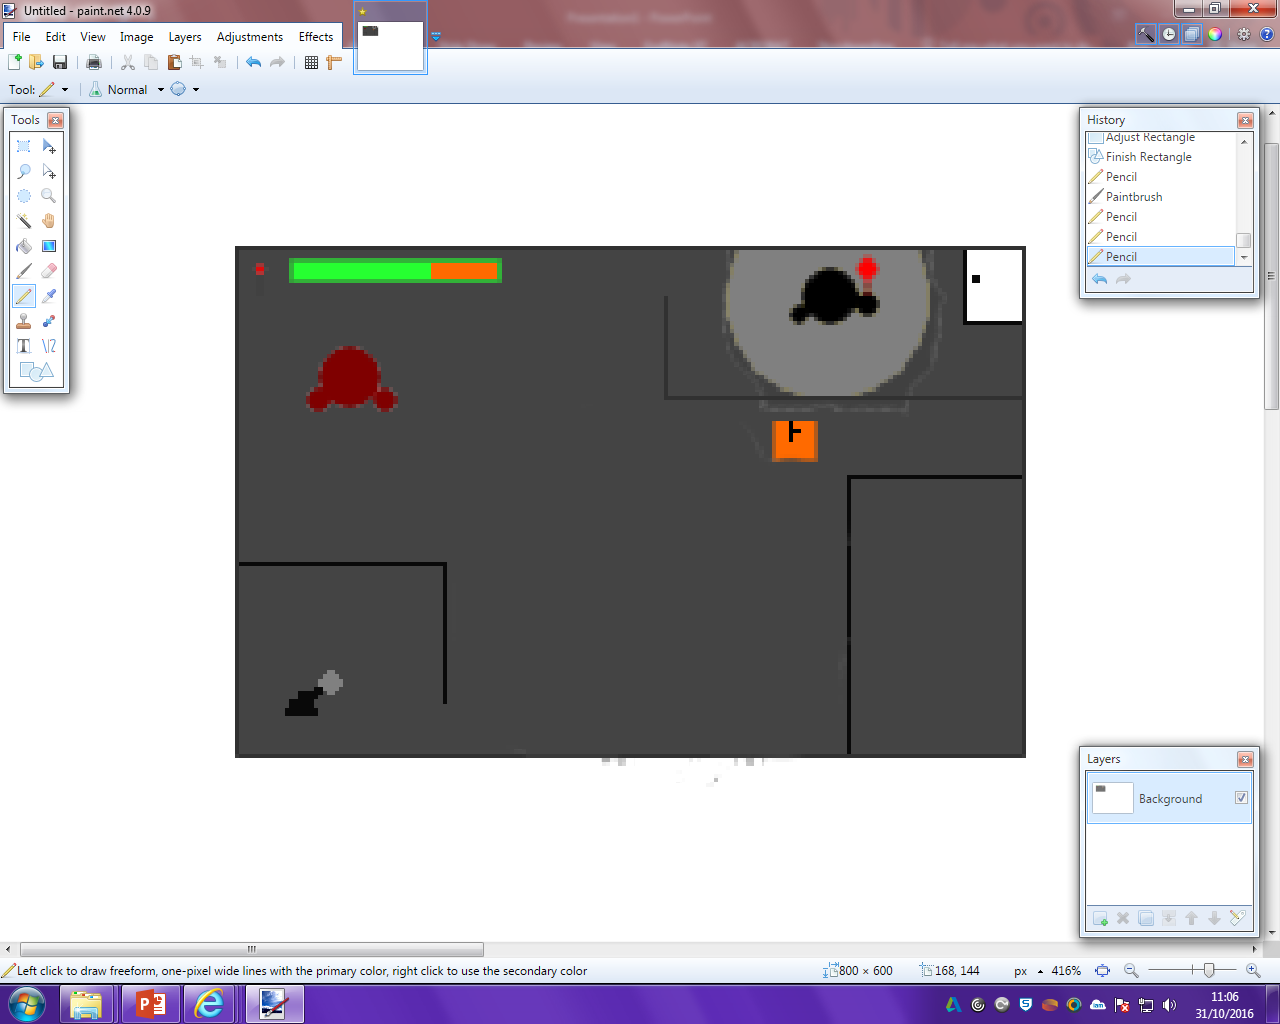 Untitled - paint.net 4.0.9
File Edit View Image Layers Adjustments Effects
Tool: Normal
Tools
History
Adjust Rectangle
Finish Rectangle
Pencil
Paintbrush
Pencil
Pencil
Pencil
Layers
Background
Left click to draw freeform, one-pixel wide lines with the primary color, right click to use the secondary color
800 × 600
168, 144
px
416%
11:06
31/10/2016